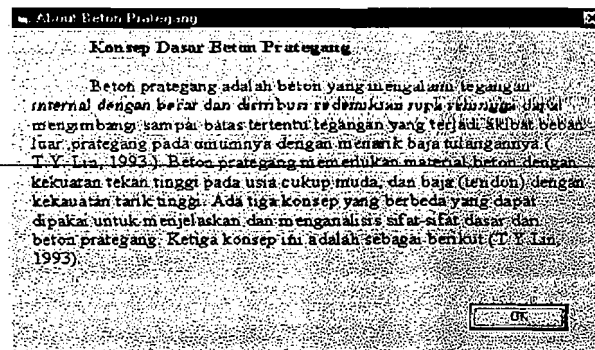 About Beton Prategang
Konsep Dasar Beton Prategang
Beton prategang adalah beton yang mengalami tegangan
internal dengan besar dan distribusi sedemikian rupa sehingga dapat
mengimbangi sampai batas tertentu tegangan yang terjadi akibat beban
luar, prategang pada umumnya dengan menarik baja tulangannya (
T.Y. Lin, 1993 ). Beton prategang memerlukan material beton dengan
kekuatan tekan tinggi pada usia cukup muda, dan baja (tendon) dengan
kekuatan tarik tinggi. Ada tiga konsep yang berbeda yang dapat
dipakai untuk menjelaskan dan menganalisis sifat-sifat dasar dan
beton prategang. Ketiga konsep ini adalah sebagai berikut (T.Y. Lin,
1993)
OK